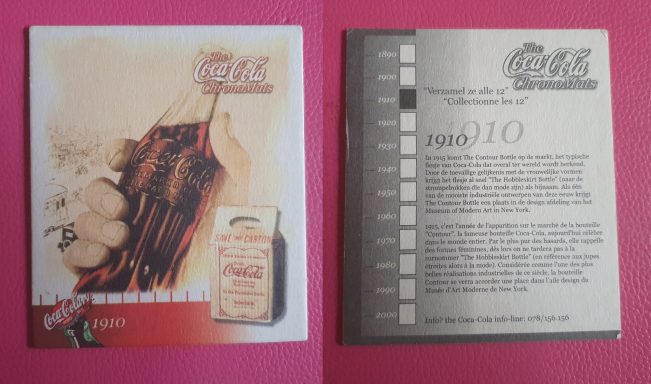 The
Coca-Cola
ChronoMats
Coca-Cola
SAVE THIS CARTON
Coca-Cola
Coca-Cola
1910
The
Coca-Cola
ChronoMats
"Verzamel ze alle 12"
"Collectionne les 12"
1890
1900
1910
1920
1930
1940
1950
1960
1970
1980
1990
2000
1910
1910
In 1915 komt The Contour Bottle op de markt, het typische
flesje van Coca-Cola dat overal ter wereld wordt herkend.
Door de toevallige gelijkenis met de vrouwelijke vormen
krijgt het flesje al snel "The Hobbleskirt Bottle" (naar de
strompelrokken die dan mode zijn) als bijnaam. Als één
van de mooiste industriële ontwerpen van deze eeuw krijgt
The Contour Bottle een plaats in de design afdeling van het
Museum of Modern Art in New York.
1915, c'est l'année de l'apparition sur le marché de la bouteille
"Contour", la fameuse bouteille Coca-Cola, aujourd'hui célèbre
dans le monde entier. Par le plus pur des hasards, elle rappelle
des formes féminines, dès lors on ne tardera pas à la
surnommer "The Hobbleskirt Bottle" (en référence aux jupes
étroites alors à la mode). Considérée comme l'une des plus
belles réalisations industrielles de ce siècle, la bouteille
Contour se verra accorder une place dans l'aile design du
Musée d'Art Moderne de New York.
Info? the Coca-Cola info-line: 078/156.156